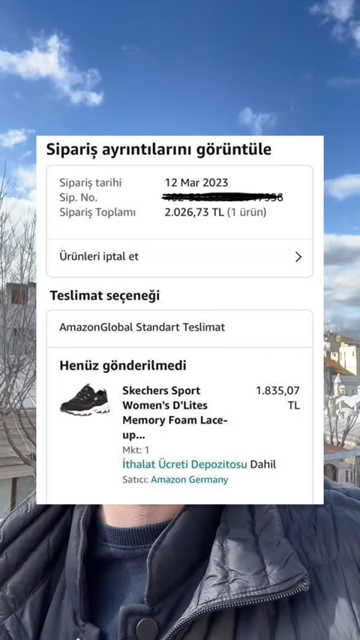 Sipariş ayrıntılarını görüntüle
Sipariş tarihi 12 Mar 2023
Sip. No.
Sipariş Toplamı 2.026,73 TL (1 ürün)
Ürünleri iptal et
Teslimat seçeneği
AmazonGlobal Standart Teslimat
Henüz gönderilmedi
Skechers Sport 1.835,07
Women's D'Lites TL
Memory Foam Lace-
up...
Mkt: 1
İthalat Ücreti Depozitosu Dahil
Satıcı: Amazon Germany